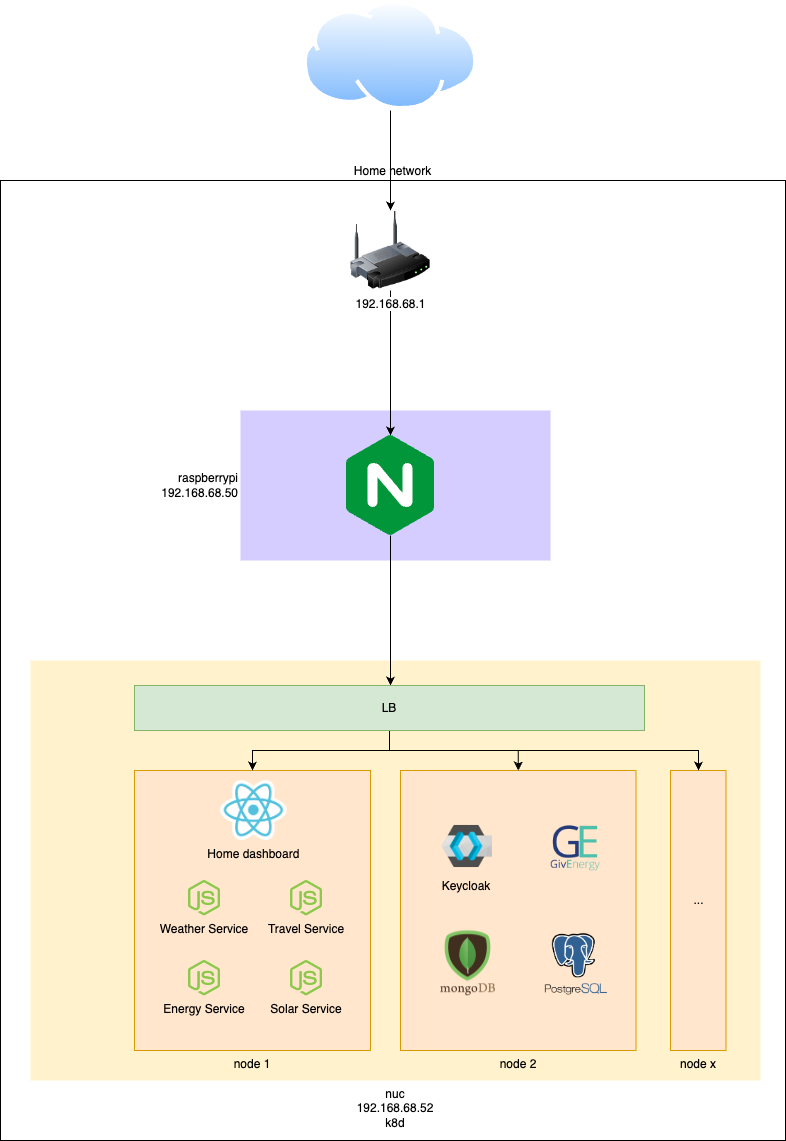 Home network
192.168.68.1
raspberrypi
192.168.68.50
N
LB
Home dashboard
JS
JS
Weather Service
Travel Service
JS
JS
Energy Service
Solar Service
GE
GivEnergy
Keycloak
mongoDB
PostgreSQL
...
node 1
node 2
node x
nuc
192.168.68.52
k8d